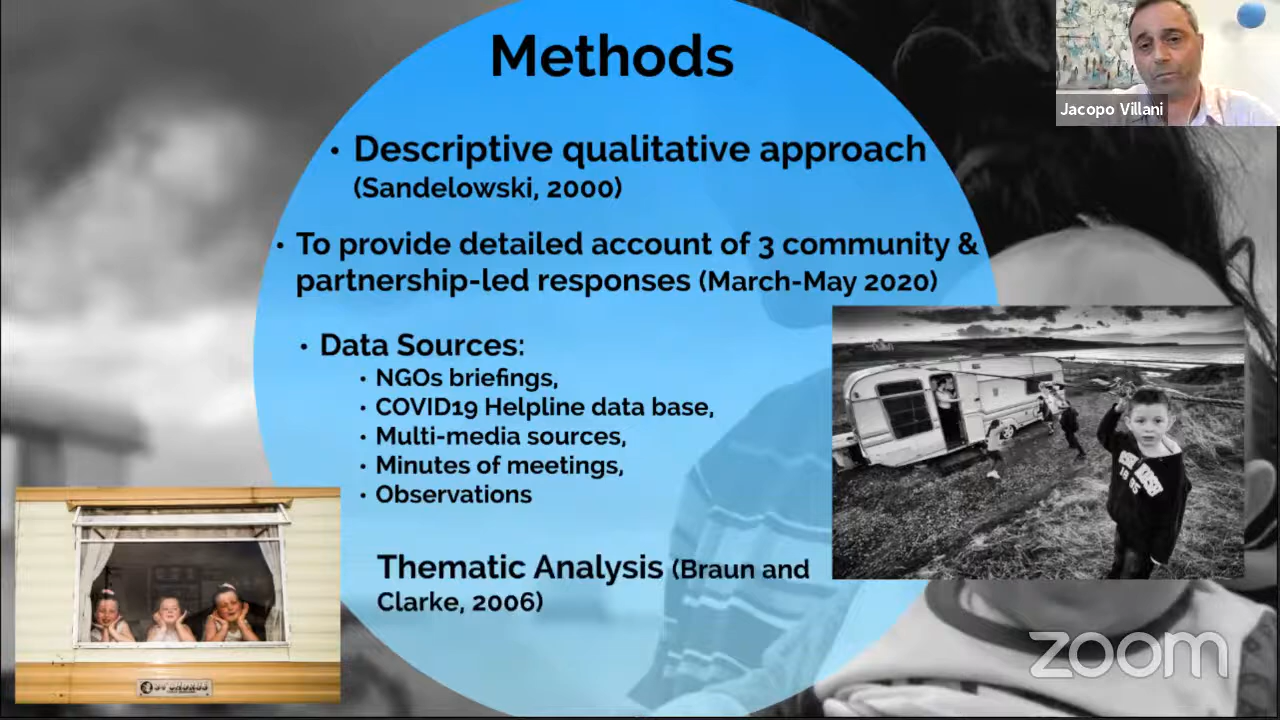 Methods
Jacopo Villani
• Descriptive qualitative approach
(Sandelowski, 2000)
• To provide detailed account of 3 community &
partnership-led responses (March-May 2020)
• Data Sources:
• NGOs briefings,
• COVID19 Helpline data base,
• Multi-media sources,
• Minutes of meetings,
• Observations
Thematic Analysis (Braun and
Clarke, 2006)
zoom